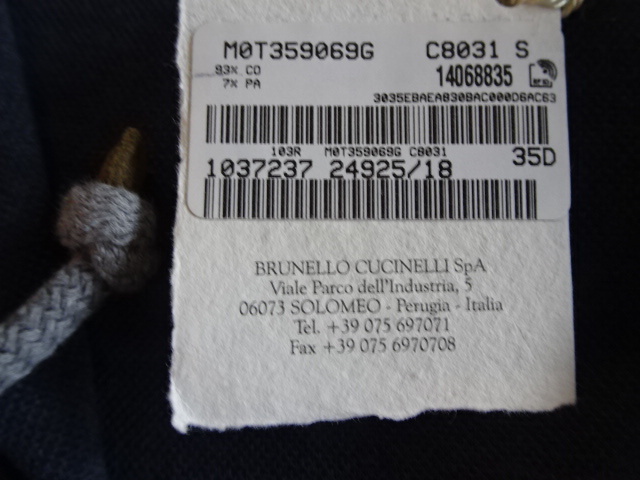 M0T359069G C8031 S
93% CO
7% PA
14068835
3035EBAEA830BAC000D6AC63
103R M0T359069G C8031
35D
1037237 24925/18
BRUNELLO CUCINELLI SpA
Viale Parco dell'Industria, 5
06073 SOLOMEO - Perugia - Italia
Tel. +39 075 697071
Fax +39 075 6970708